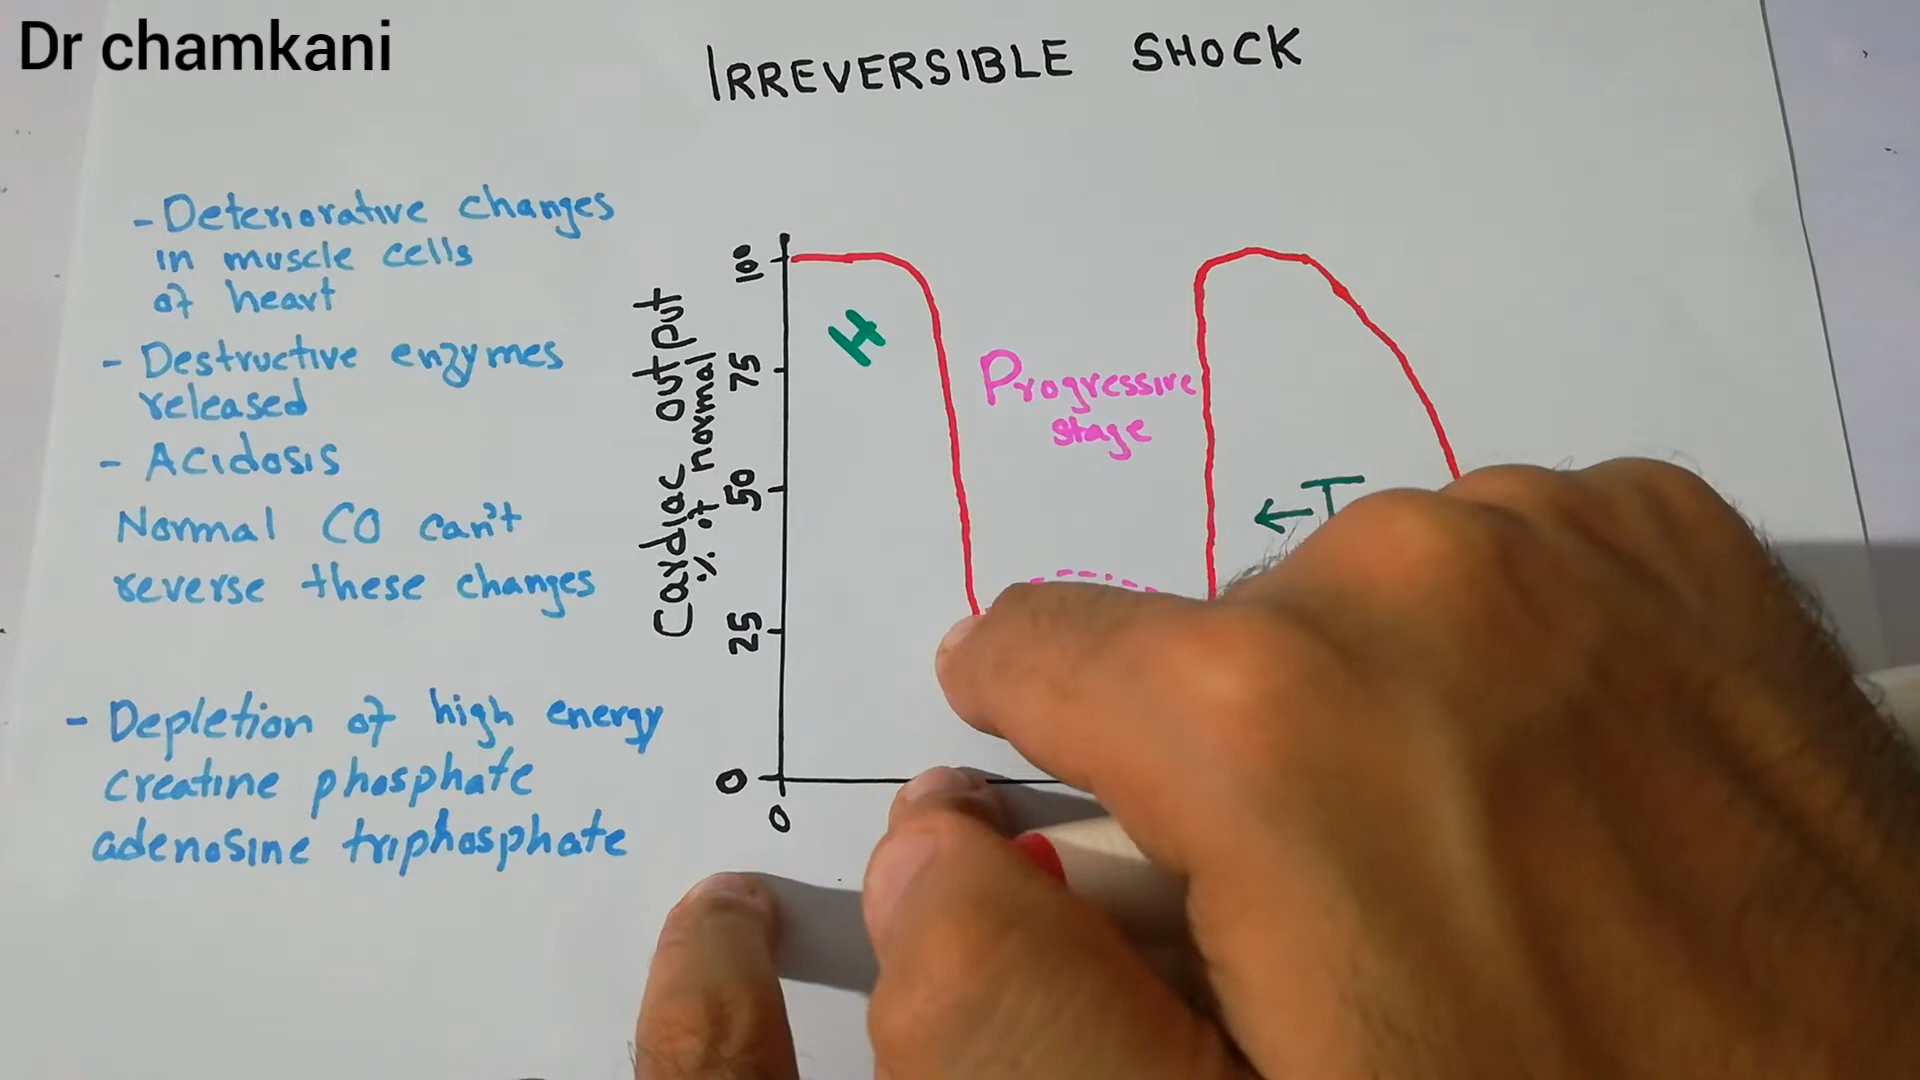 Dr chamkani
IRREVERSIBLE SHOCK
- Deteriorative changes
in muscle cells
of heart
- Destructive enzymes
released
- Acidosis
Normal CO can't
reverse these changes
- Depletion of high energy
creatine phosphate
adenosine triphosphate
Cardiac output
% of normal
100
75
50
25
0
0
H
Progressive
stage
←T